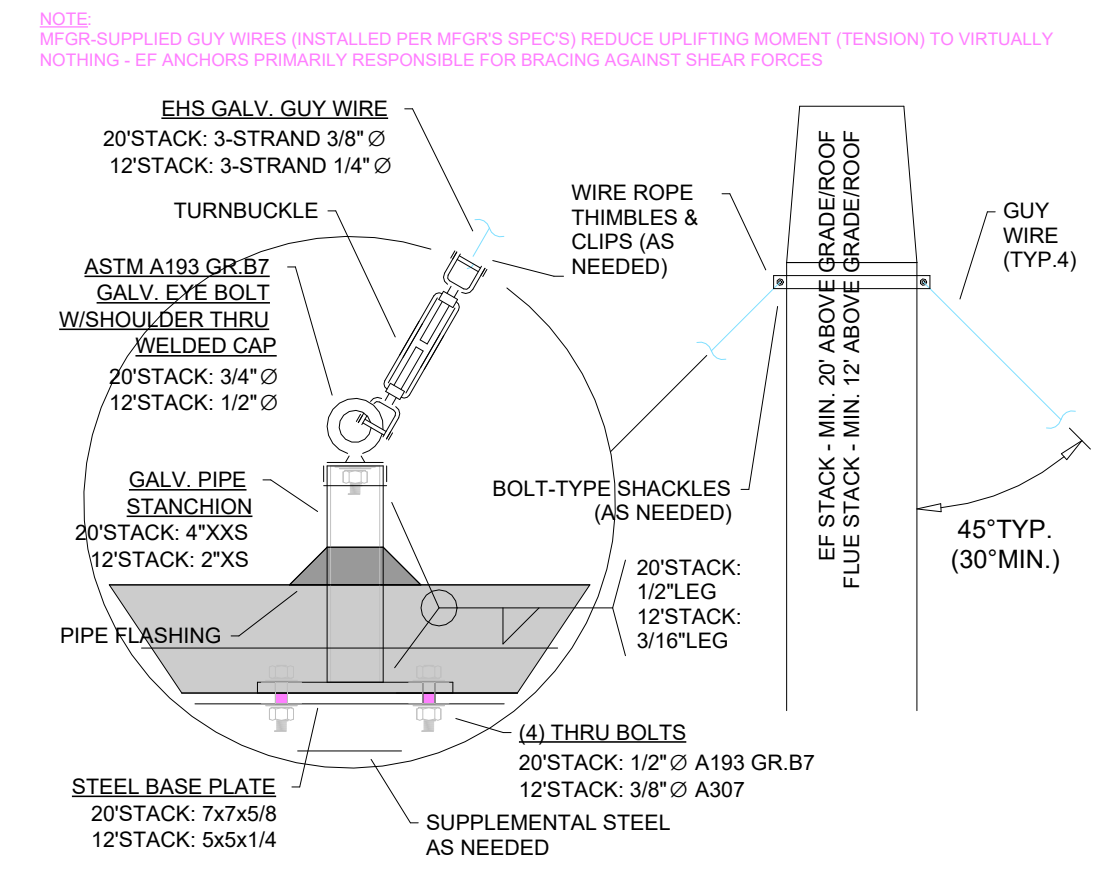 NOTE:
MFGR-SUPPLIED GUY WIRES (INSTALLED PER MFGR'S SPEC'S) REDUCE UPLIFTING MOMENT (TENSION) TO VIRTUALLY
NOTHING - EF ANCHORS PRIMARILY RESPONSIBLE FOR BRACING AGAINST SHEAR FORCES
EHS GALV. GUY WIRE
20'STACK: 3-STRAND 3/8" Ø
12'STACK: 3-STRAND 1/4" Ø
TURNBUCKLE
ASTM A193 GR.B7
GALV. EYE BOLT
W/SHOULDER THRU
WELDED CAP
20'STACK: 3/4" Ø
12'STACK: 1/2" Ø
GALV. PIPE
STANCHION
20'STACK: 4"XXS
12'STACK: 2"XS
PIPE FLASHING
STEEL BASE PLATE
20'STACK: 7x7x5/8
12'STACK: 5x5x1/4
WIRE ROPE
THIMBLES &
CLIPS (AS
NEEDED)
BOLT-TYPE SHACKLES
(AS NEEDED)
20'STACK:
1/2"LEG
12'STACK:
3/16"LEG
(4) THRU BOLTS
20'STACK: 1/2" Ø A193 GR.B7
12'STACK: 3/8" Ø A307
SUPPLEMENTAL STEEL
AS NEEDED
EF STACK - MIN. 20' ABOVE GRADE/ROOF
FLUE STACK - MIN. 12' ABOVE GRADE/ROOF
GUY
WIRE
(TYP.4)
45°TYP.
(30°MIN.)